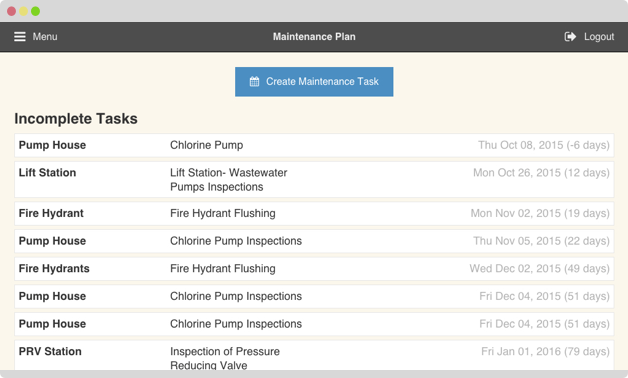 Menu
Maintenance Plan
Logout
Create Maintenance Task
Incomplete Tasks
Pump House Chlorine Pump Thu Oct 08, 2015 (-6 days)
Lift Station Lift Station- Wastewater Mon Oct 26, 2015 (12 days)
Pumps Inspections
Fire Hydrant Fire Hydrant Flushing Mon Nov 02, 2015 (19 days)
Pump House Chlorine Pump Inspections Thu Nov 05, 2015 (22 days)
Fire Hydrants Fire Hydrant Flushing Wed Dec 02, 2015 (49 days)
Pump House Chlorine Pump Inspections Fri Dec 04, 2015 (51 days)
Pump House Chlorine Pump Inspections Fri Dec 04, 2015 (51 days)
PRV Station Inspection of Pressure Fri Jan 01, 2016 (79 days)
Reducing Valve